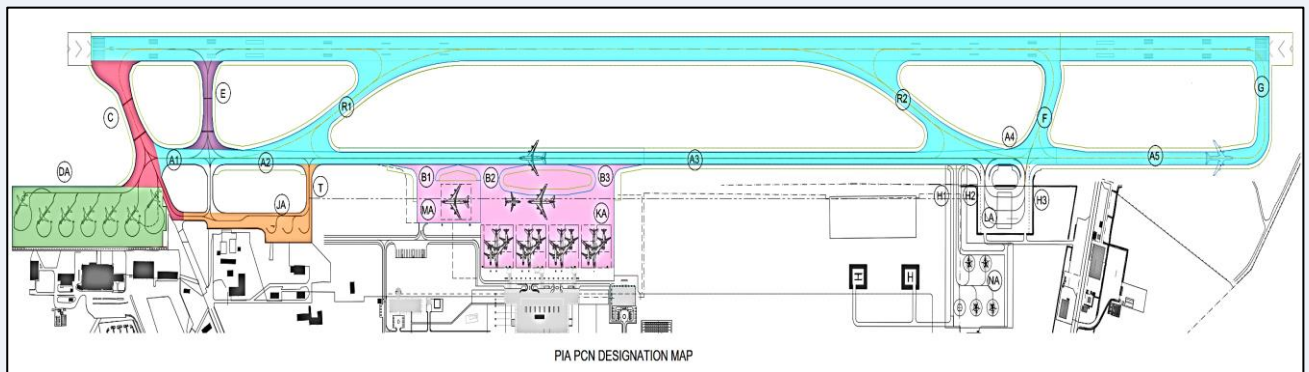 E
C
R1
R2
G
F
A4
A1
A2
A3
A5
DA
T
B1
B2
B3
H1
H2
H3
JA
MA
KA
LA
NA
H
H
PIA PCN DESIGNATION MAP